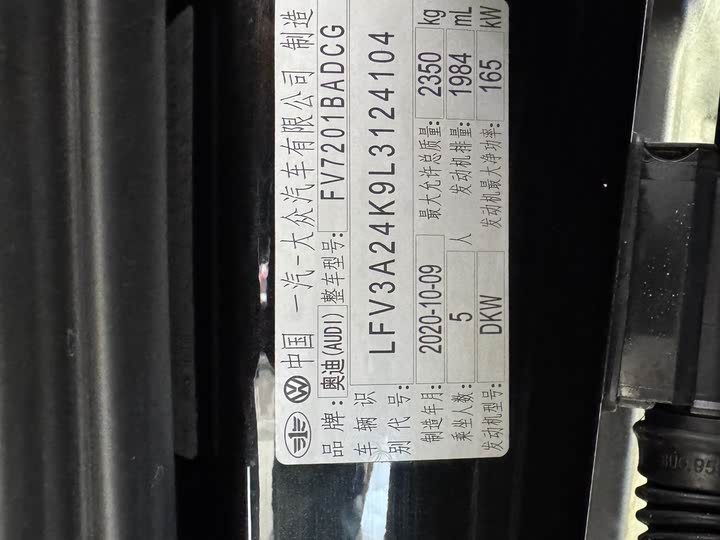 中国 一汽-大众汽车有限公司 制造
品牌:奥迪(AUDI) 整车型号: FV7201BADCG
车辆识别代号: LFV3A24K9L3124104
制造年月: 2020-10-09 最大允许总质量: 2350 kg
乘坐人数: 5 人 发动机排量: 1984 mL
发动机型号: DKW 发动机最大净功率: 165 kW